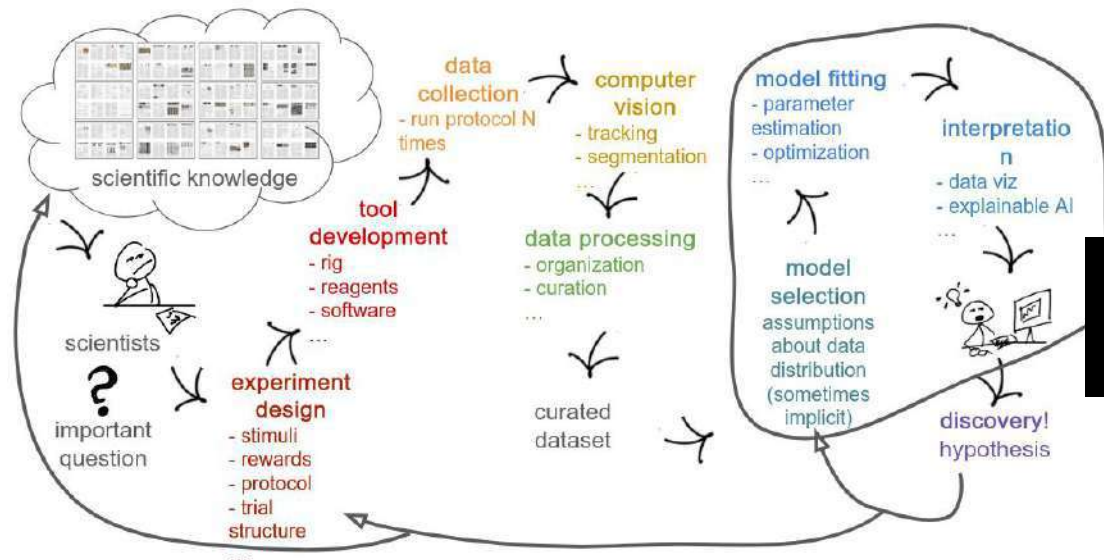 scientific knowledge
scientists
?
important
question
experiment
design
- stimuli
- rewards
- protocol
- trial
structure
tool
development
- rig
- reagents
- software
...
data
collection
- run protocol N
times
computer
vision
- tracking
- segmentation
...
data processing
- organization
- curation
...
curated
dataset
model
selection
assumptions
about data
distribution
(sometimes
implicit)
model fitting
- parameter
estimation
- optimization
...
interpretatio
n
- data viz
- explainable AI
...
discovery!
hypothesis